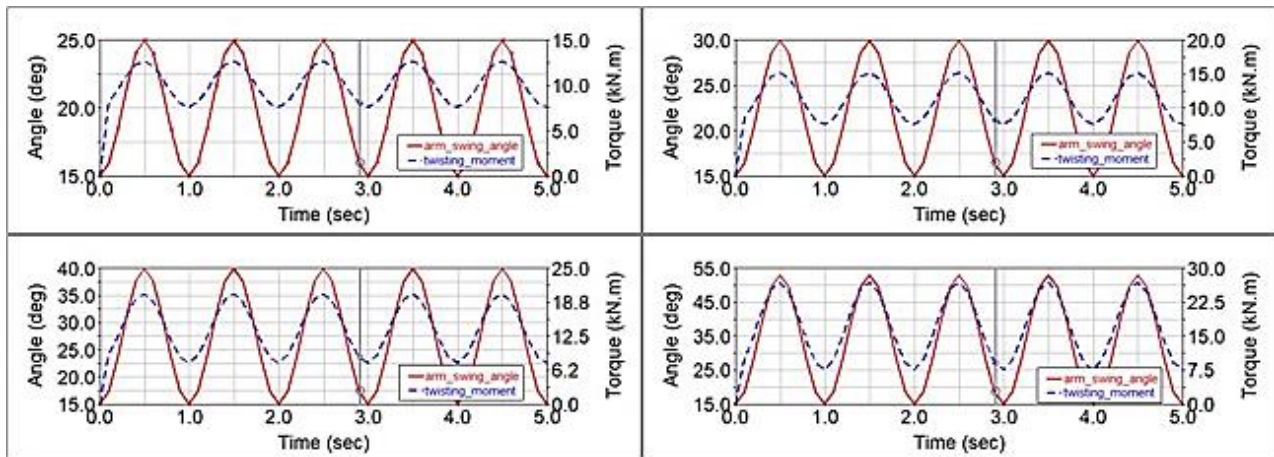 Angle (deg)
25.0
20.0
15.0
15.0
12.5
10.0
7.5
5.0
2.5
0.0
Torque (kN.m)
arm_swing_angle
twisting_moment
0.0 1.0 2.0 3.0 4.0 5.0
Time (sec)
Angle (deg)
30.0
25.0
20.0
15.0
20.0
15.0
10.0
5.0
0.0
Torque (kN.m)
arm_swing_angle
twisting_moment
0.0 1.0 2.0 3.0 4.0 5.0
Time (sec)
Angle (deg)
40.0
35.0
30.0
25.0
20.0
15.0
25.0
18.8
12.5
6.2
0.0
Torque (kN.m)
arm_swing_angle
twisting_moment
0.0 1.0 2.0 3.0 4.0 5.0
Time (sec)
Angle (deg)
55.0
45.0
35.0
25.0
15.0
30.0
22.5
15.0
7.5
0.0
Torque (kN.m)
arm_swing_angle
twisting_moment
0.0 1.0 2.0 3.0 4.0 5.0
Time (sec)